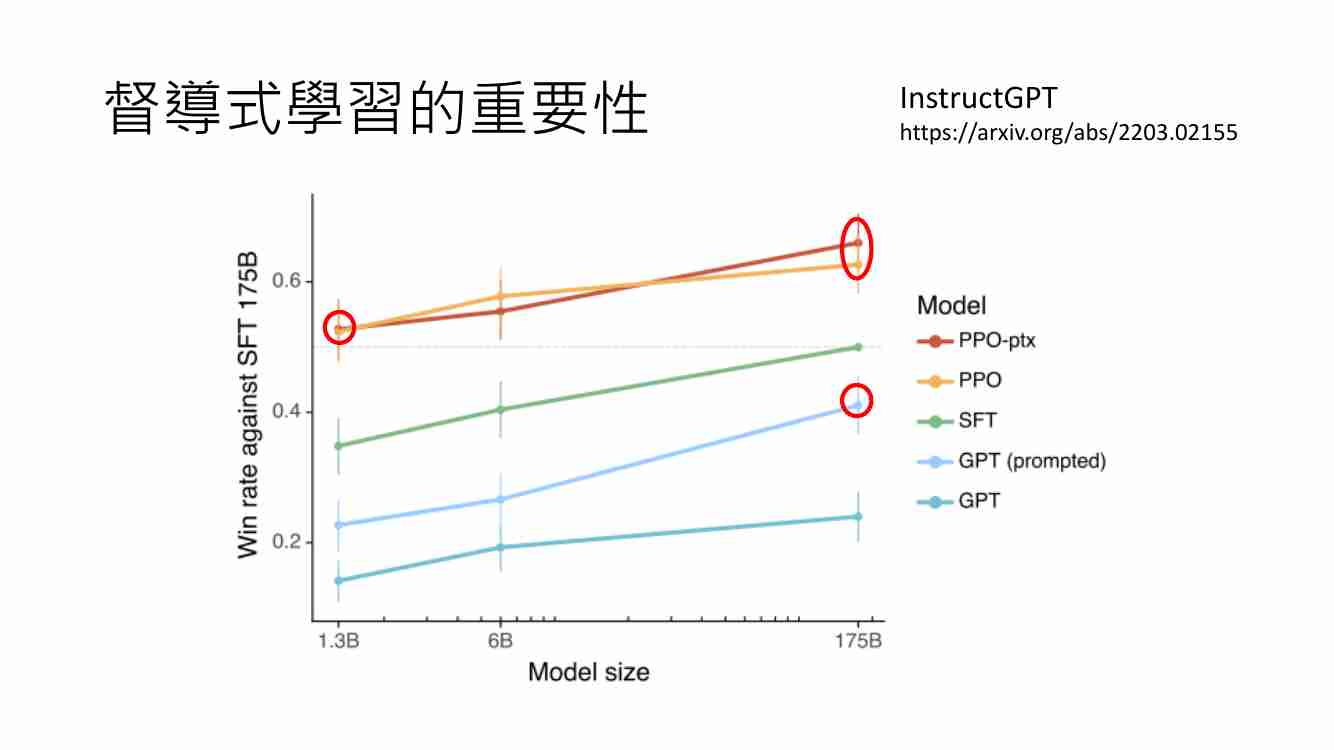 督導式學習的重要性
InstructGPT
https://arxiv.org/abs/2203.02155
Win rate against SFT 175B
0.6
0.4
0.2
1.3B
6B
175B
Model size
Model
PPO-ptx
PPO
SFT
GPT (prompted)
GPT